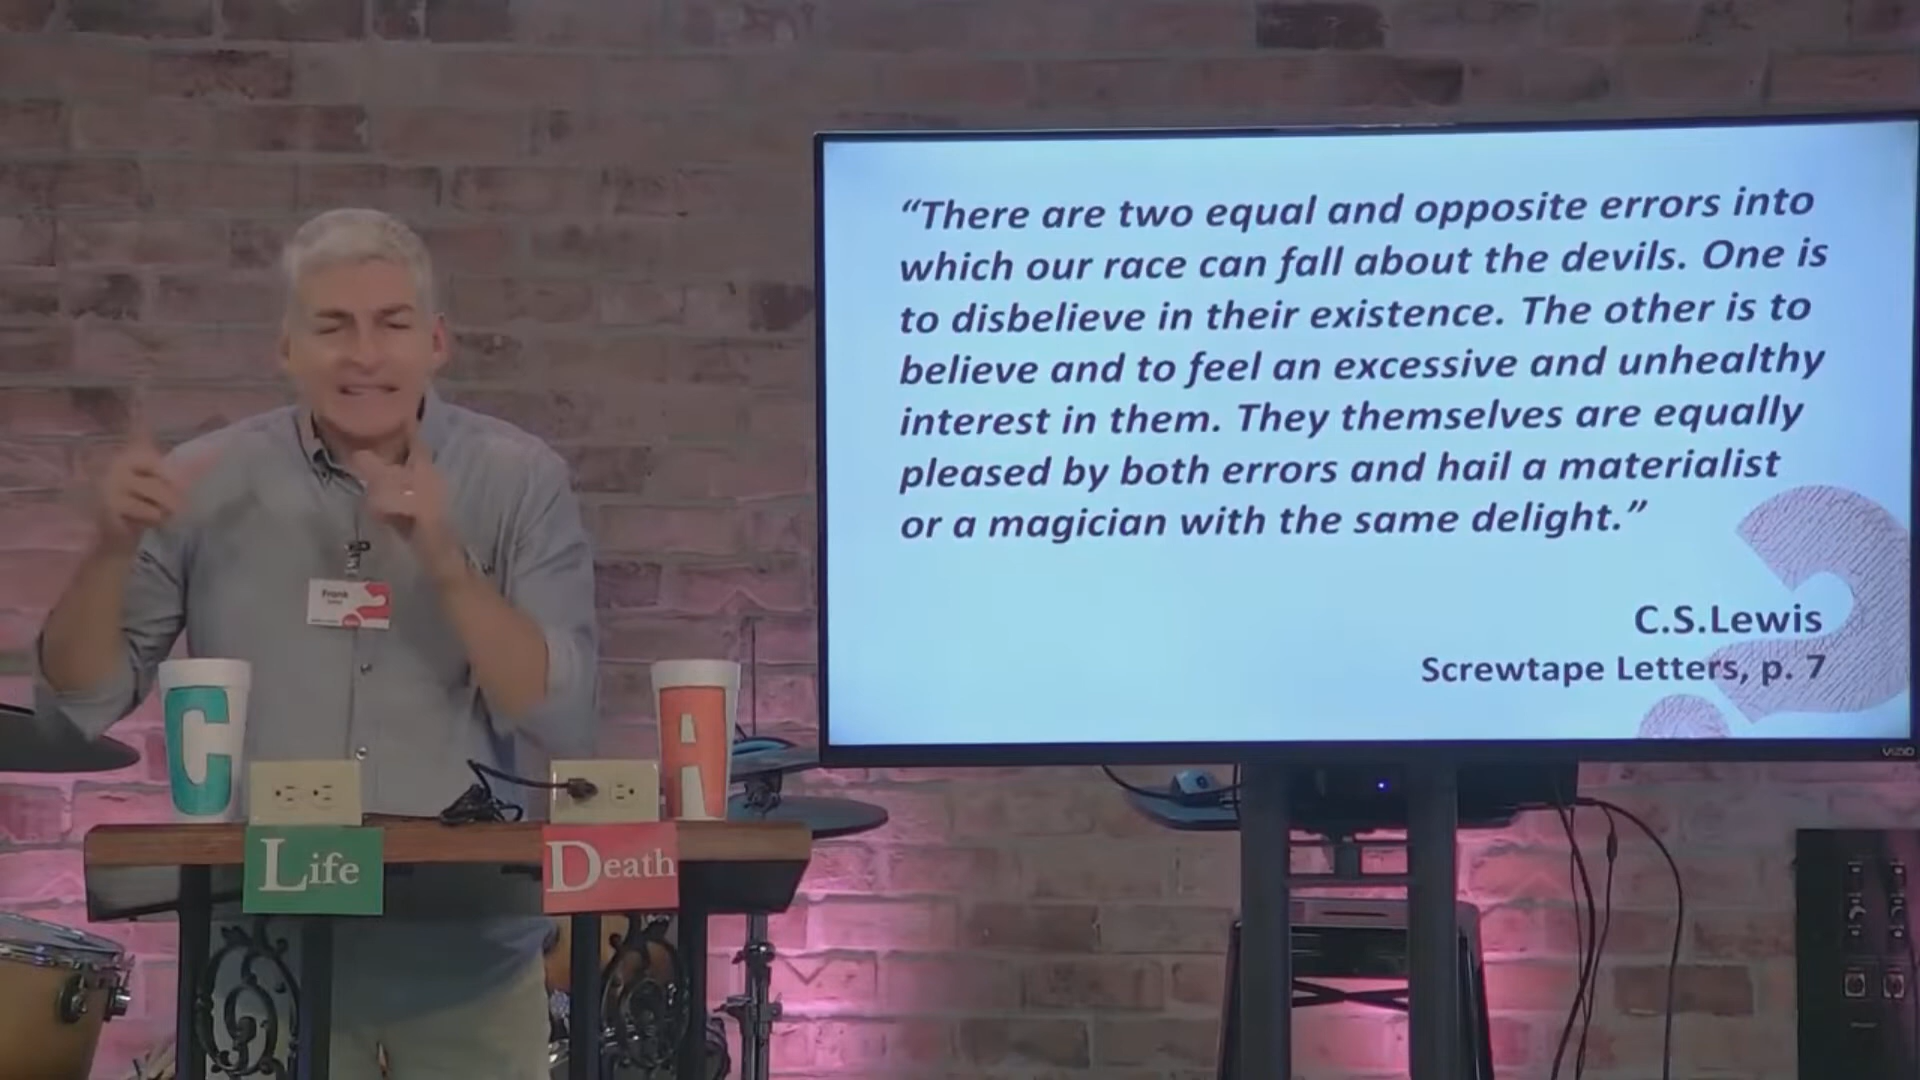 “There are two equal and opposite errors into
which our race can fall about the devils. One is
to disbelieve in their existence. The other is to
believe and to feel an excessive and unhealthy
interest in them. They themselves are equally
pleased by both errors and hail a materialist
or a magician with the same delight.”
C.S.Lewis
Screwtape Letters, p. 7
VIZIO
Frank
C
A
Life
Death